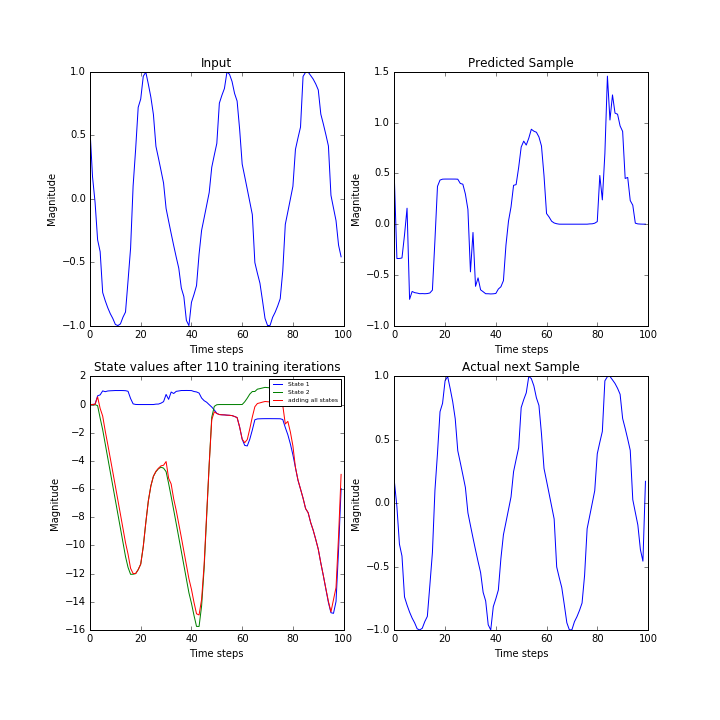 Input
Magnitude
1.0
0.5
0.0
−0.5
−1.0
0 20 40 60 80 100
Time steps
Predicted Sample
Magnitude
1.5
1.0
0.5
0.0
−0.5
−1.0
0 20 40 60 80 100
Time steps
State values after 110 training iterations
Magnitude
2
0
−2
−4
−6
−8
−10
−12
−14
−16
0 20 40 60 80 100
Time steps
State 1
State 2
adding all states
Actual next Sample
Magnitude
1.0
0.5
0.0
−0.5
−1.0
0 20 40 60 80 100
Time steps